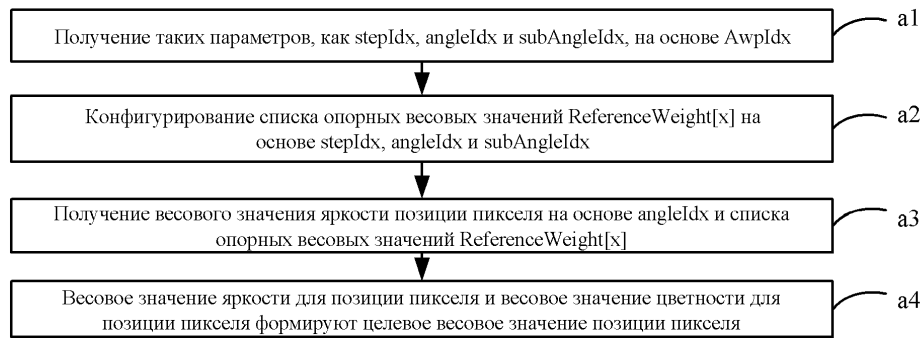 Получение таких параметров, как stepIdx, angleIdx и subAngleIdx, на основе AwpIdx
a1
Конфигурирование списка опорных весовых значений ReferenceWeight[x] на
основе stepIdx, angleIdx и subAngleIdx
a2
Получение весового значения яркости позиции пикселя на основе angleIdx и списка
опорных весовых значений ReferenceWeight[x]
a3
Весовое значение яркости для позиции пикселя и весовое значение цветности для
позиции пикселя формируют целевое весовое значение позиции пикселя
a4